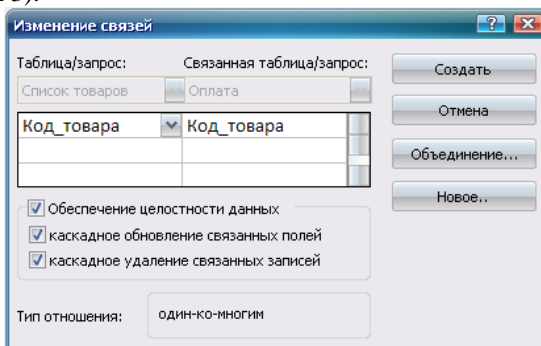 Изменение связей
Таблица/запрос: Связанная таблица/запрос:
Список товаров Оплата
Код_товара Код_товара
Обеспечение целостности данных
каскадное обновление связанных полей
каскадное удаление связанных записей
Тип отношения: один-ко-многим
Создать
Отмена
Объединение...
Новое..